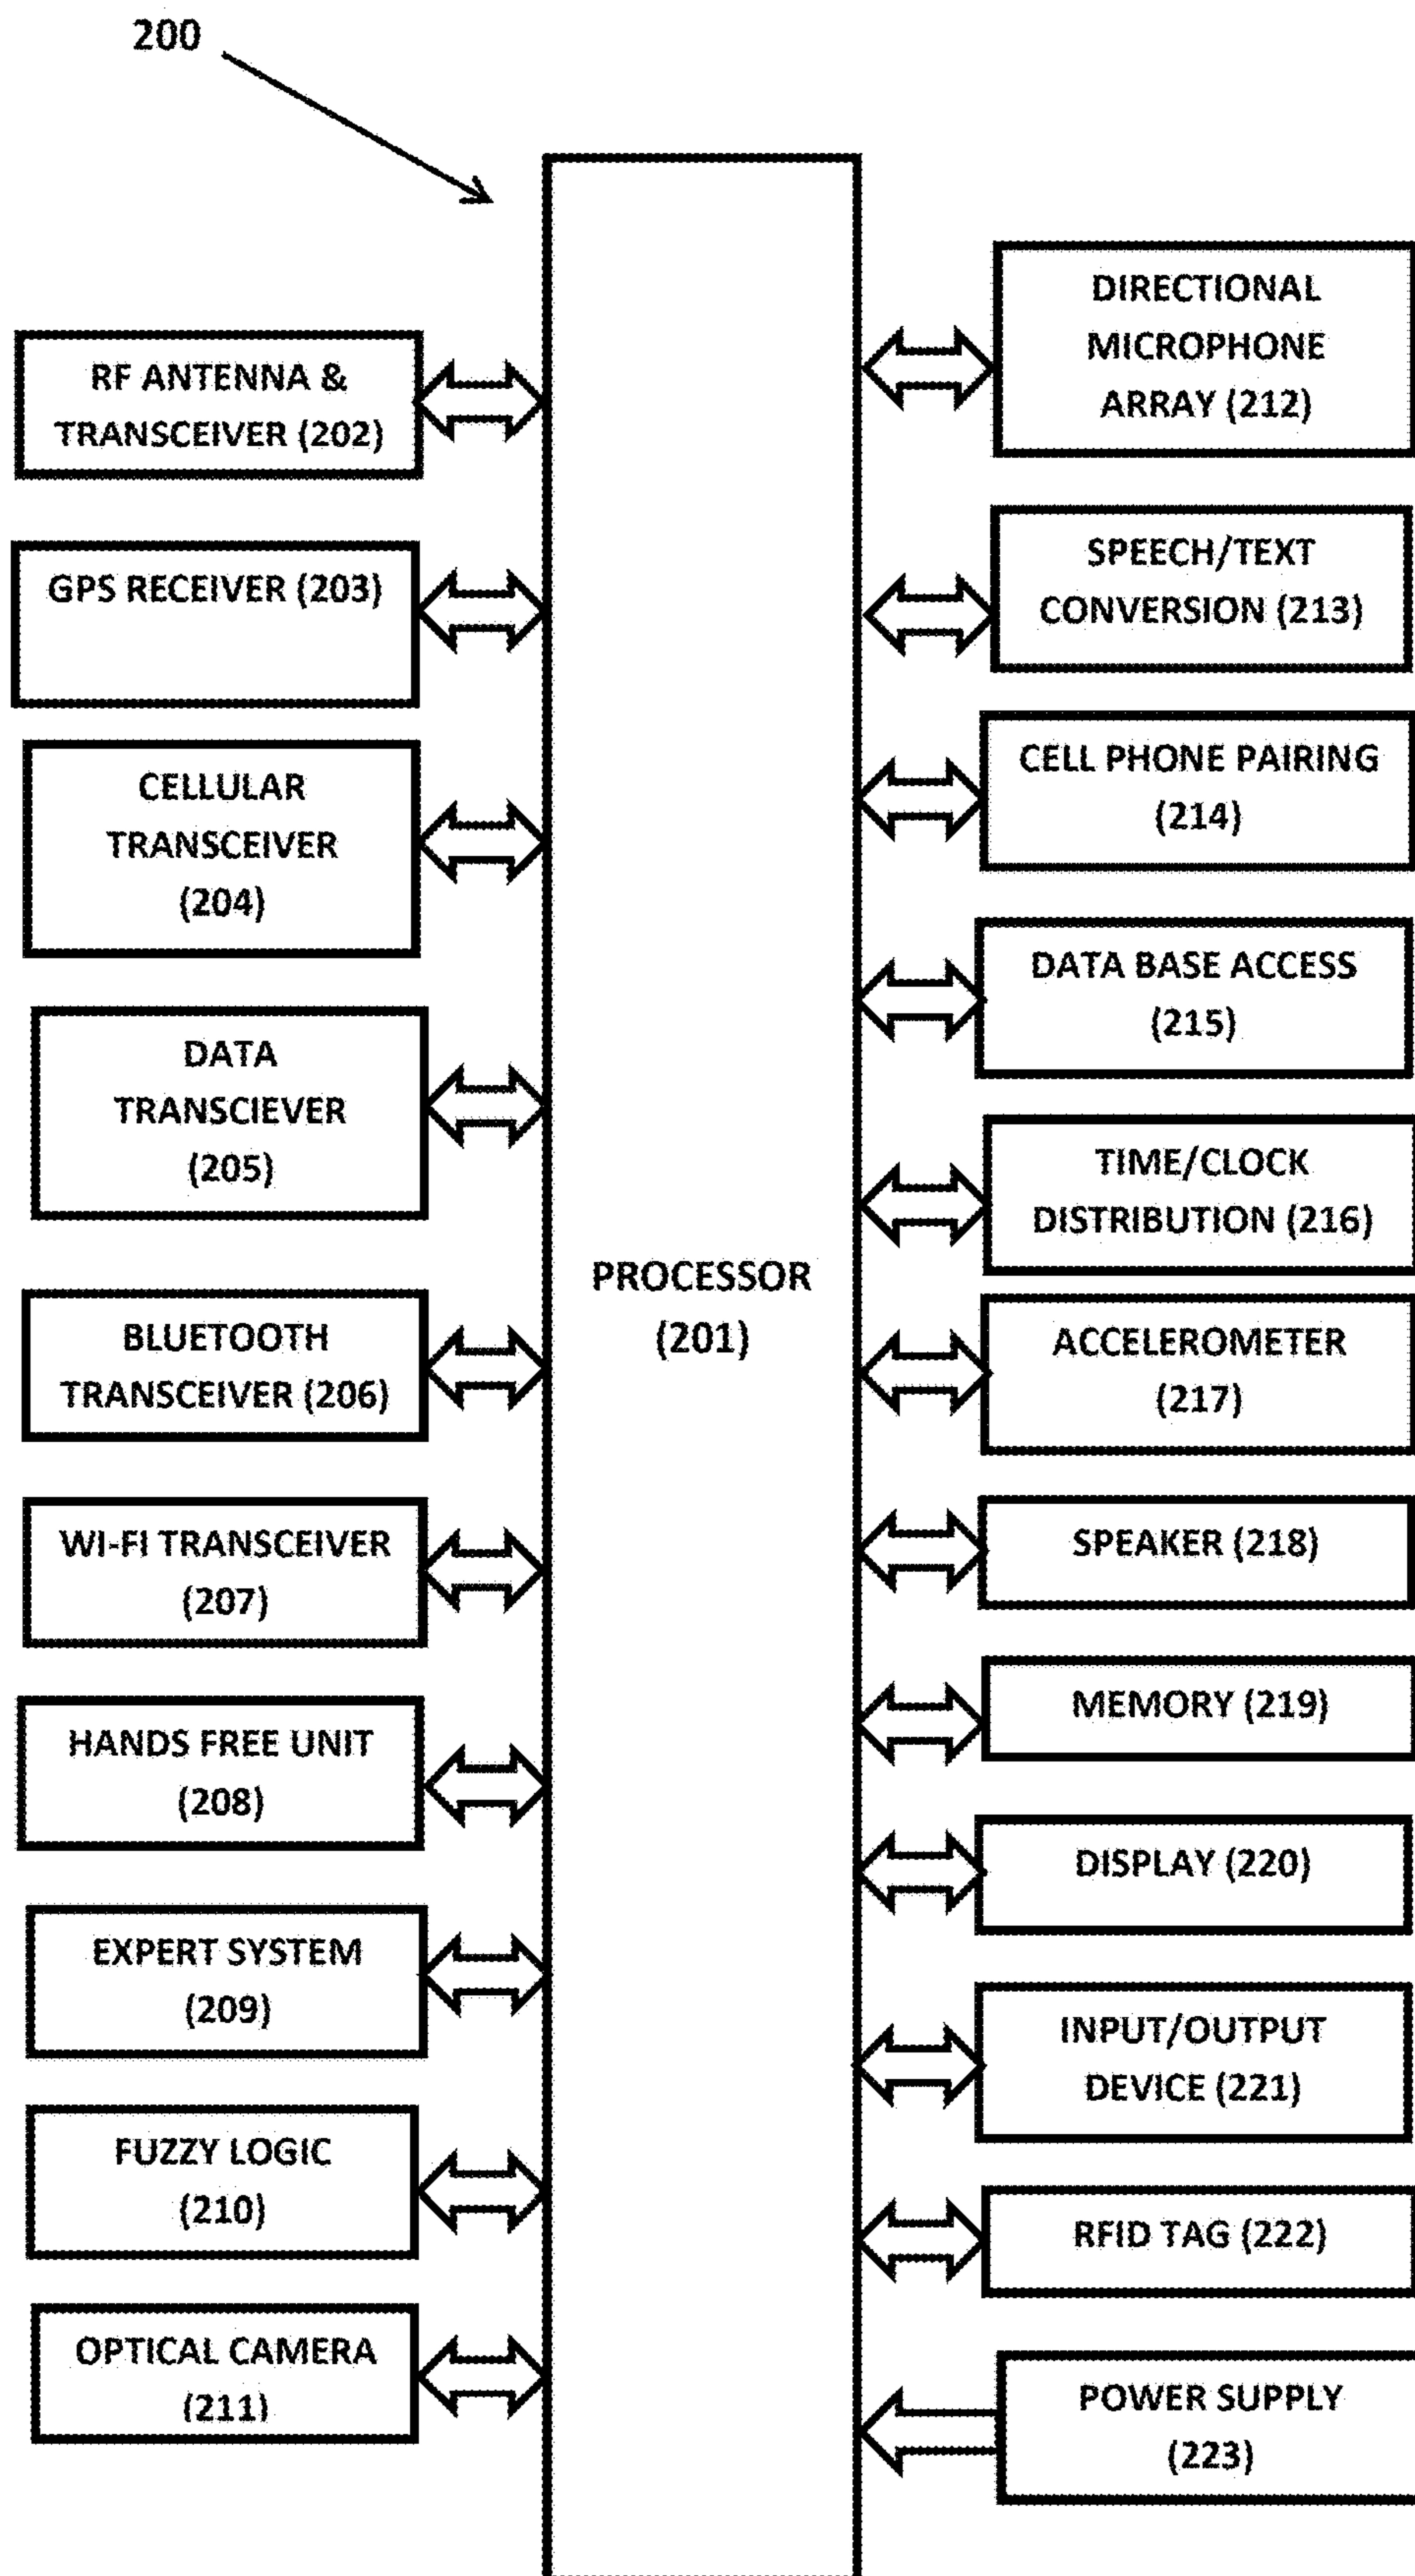 200
RF ANTENNA &
TRANSCEIVER (202)
GPS RECEIVER (203)
CELLULAR
TRANSCEIVER
(204)
DATA
TRANSCIEVER
(205)
BLUETOOTH
TRANSCEIVER (206)
WI-FI TRANSCEIVER
(207)
HANDS FREE UNIT
(208)
EXPERT SYSTEM
(209)
FUZZY LOGIC
(210)
OPTICAL CAMERA
(211)
PROCESSOR
(201)
DIRECTIONAL
MICROPHONE
ARRAY (212)
SPEECH/TEXT
CONVERSION (213)
CELL PHONE PAIRING
(214)
DATA BASE ACCESS
(215)
TIME/CLOCK
DISTRIBUTION (216)
ACCELEROMETER
(217)
SPEAKER (218)
MEMORY (219)
DISPLAY (220)
INPUT/OUTPUT
DEVICE (221)
RFID TAG (222)
POWER SUPPLY
(223)